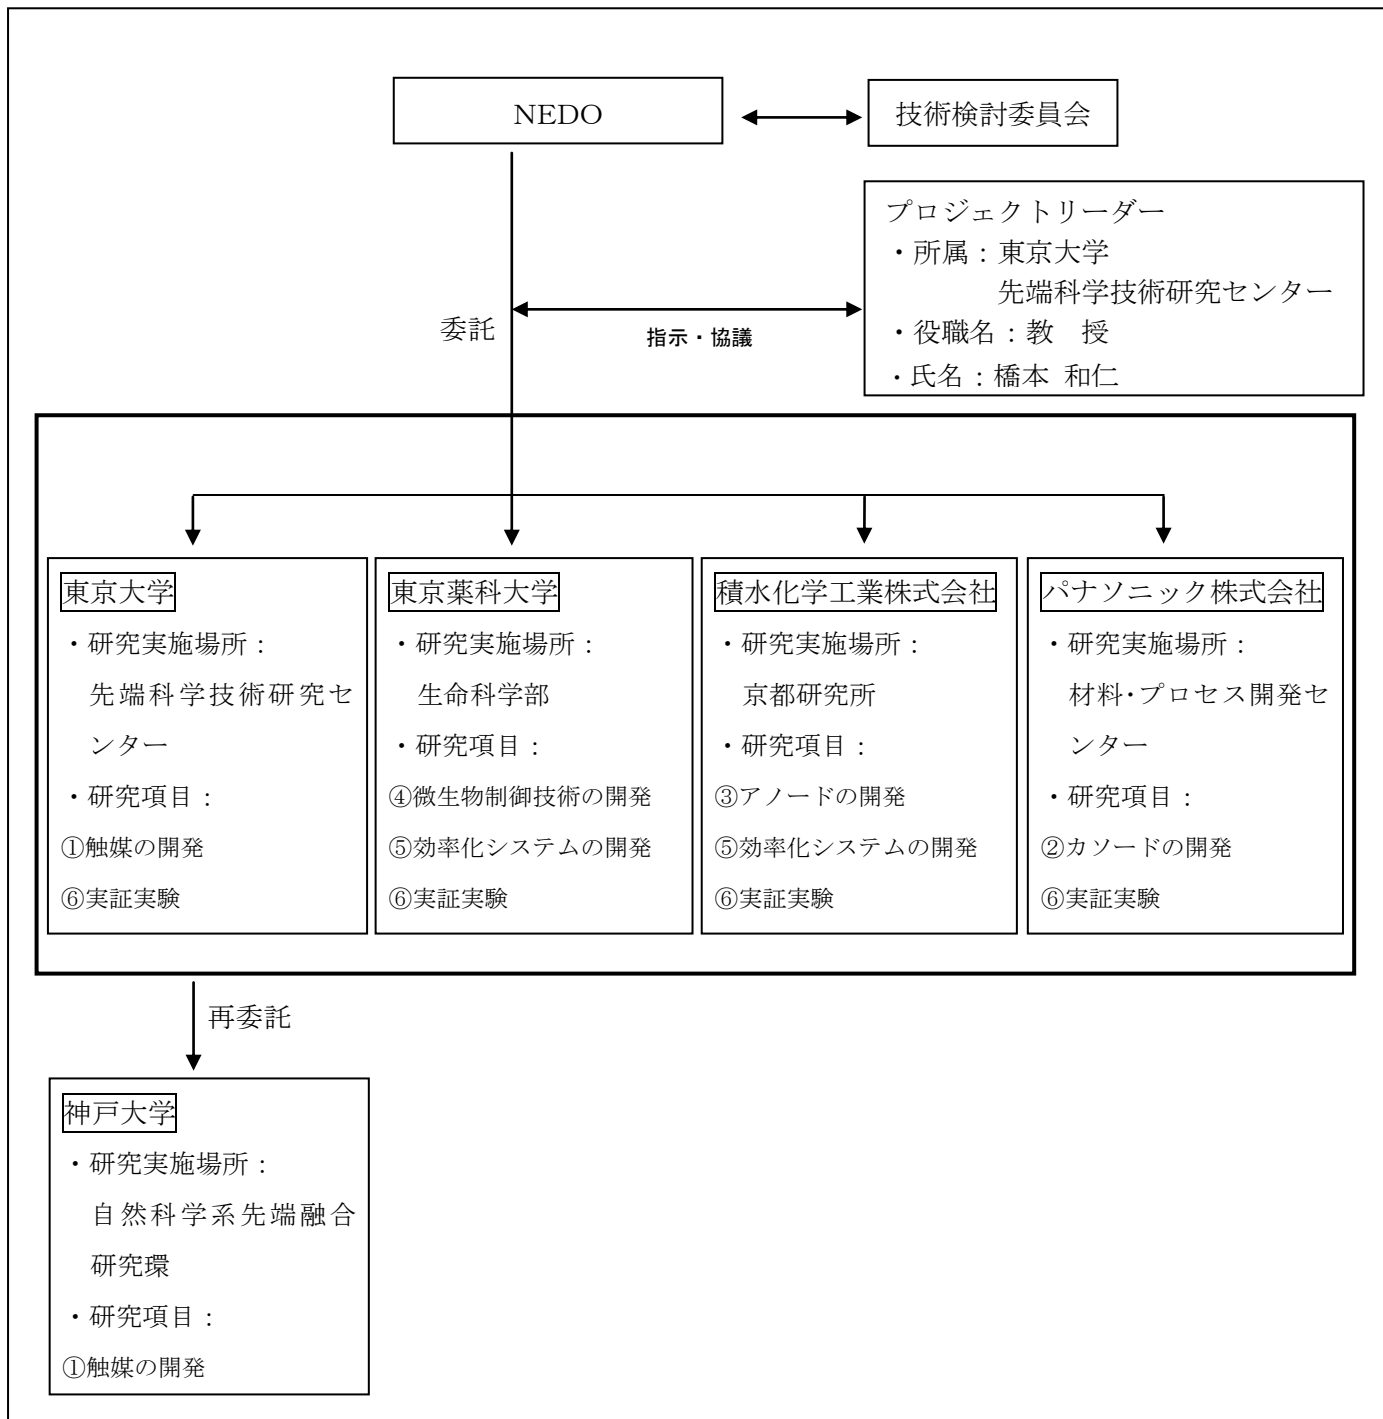 NEDO
技術検討委員会
プロジェクトリーダー
・所属：東京大学
先端科学技術研究センター
・役職名：教　授
・氏名：橋本 和仁
委託
指示・協議
東京大学
・研究実施場所：
先端科学技術研究セ
ンター
・研究項目：
①触媒の開発
⑥実証実験
東京薬科大学
・研究実施場所：
生命科学部
・研究項目：
④微生物制御技術の開発
⑤効率化システムの開発
⑥実証実験
積水化学工業株式会社
・研究実施場所：
京都研究所
・研究項目：
③アノードの開発
⑤効率化システムの開発
⑥実証実験
パナソニック株式会社
・研究実施場所：
材料・プロセス開発セ
ンター
・研究項目：
②カソードの開発
⑥実証実験
再委託
神戸大学
・研究実施場所：
自然科学系先端融合
研究環
・研究項目：
①触媒の開発